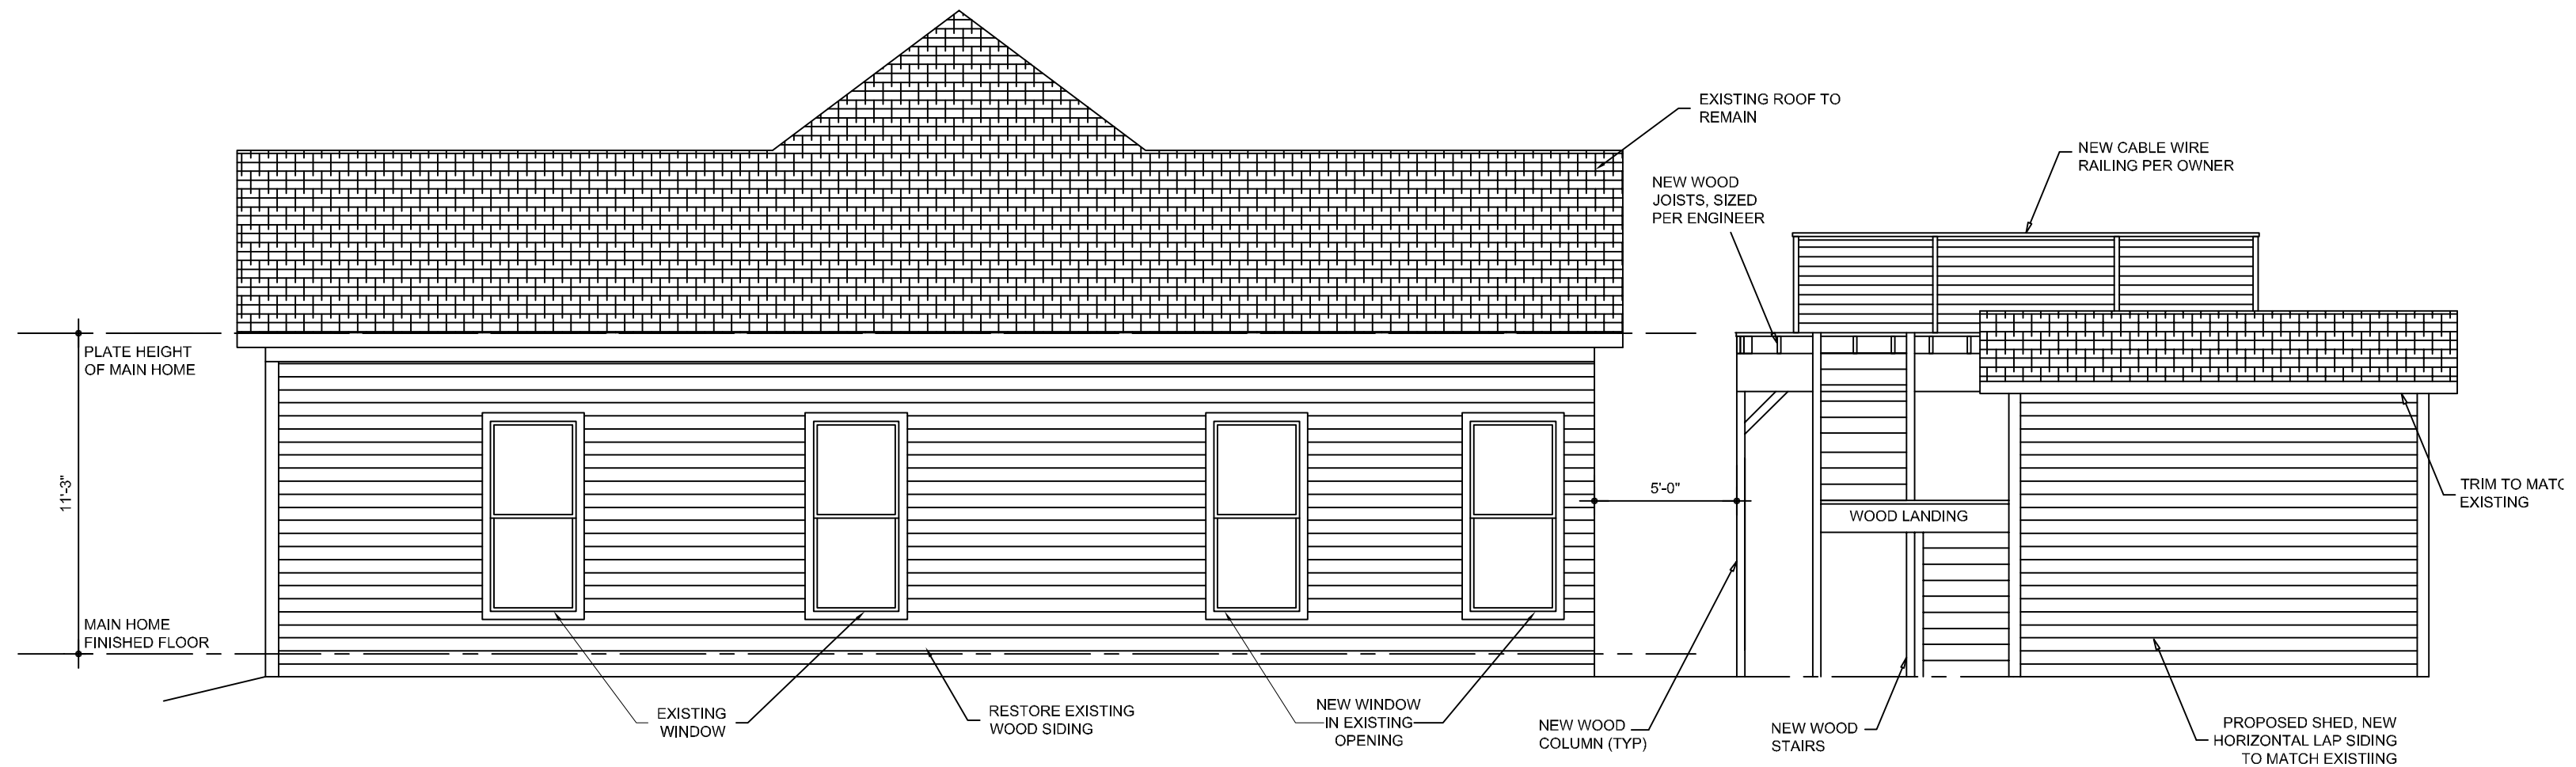 EXISTING ROOF TO
REMAIN
NEW CABLE WIRE
RAILING PER OWNER
NEW WOOD
JOISTS, SIZED
PER ENGINEER
PLATE HEIGHT
OF MAIN HOME
11'-3"
5'-0"
TRIM TO MATC
EXISTING
WOOD LANDING
MAIN HOME
FINISHED FLOOR
EXISTING
WINDOW
RESTORE EXISTING
WOOD SIDING
NEW WINDOW
IN EXISTING
OPENING
NEW WOOD
COLUMN (TYP)
NEW WOOD
STAIRS
PROPOSED SHED, NEW
HORIZONTAL LAP SIDING
TO MATCH EXISTIING